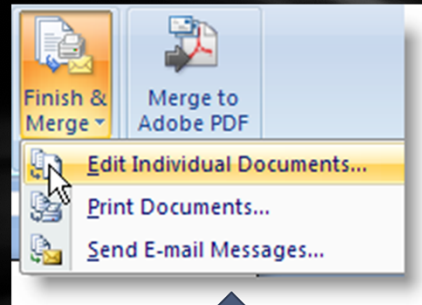 Finish &
Merge
Merge to
Adobe PDF
Edit Individual Documents...
Print Documents...
Send E-mail Messages...